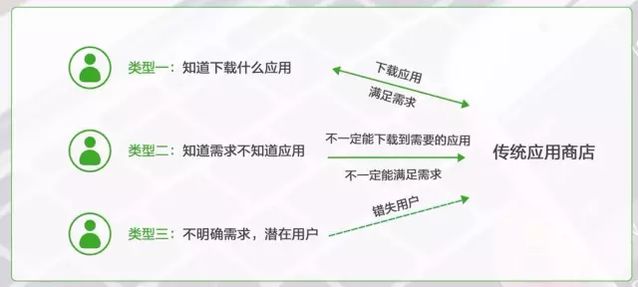 类型一：知道下载什么应用
下载应用
满足需求
类型二：知道需求不知道应用
不一定能下载到需要的应用
不一定能满足需求
传统应用商店
类型三：不明确需求，潜在用户
错失用户